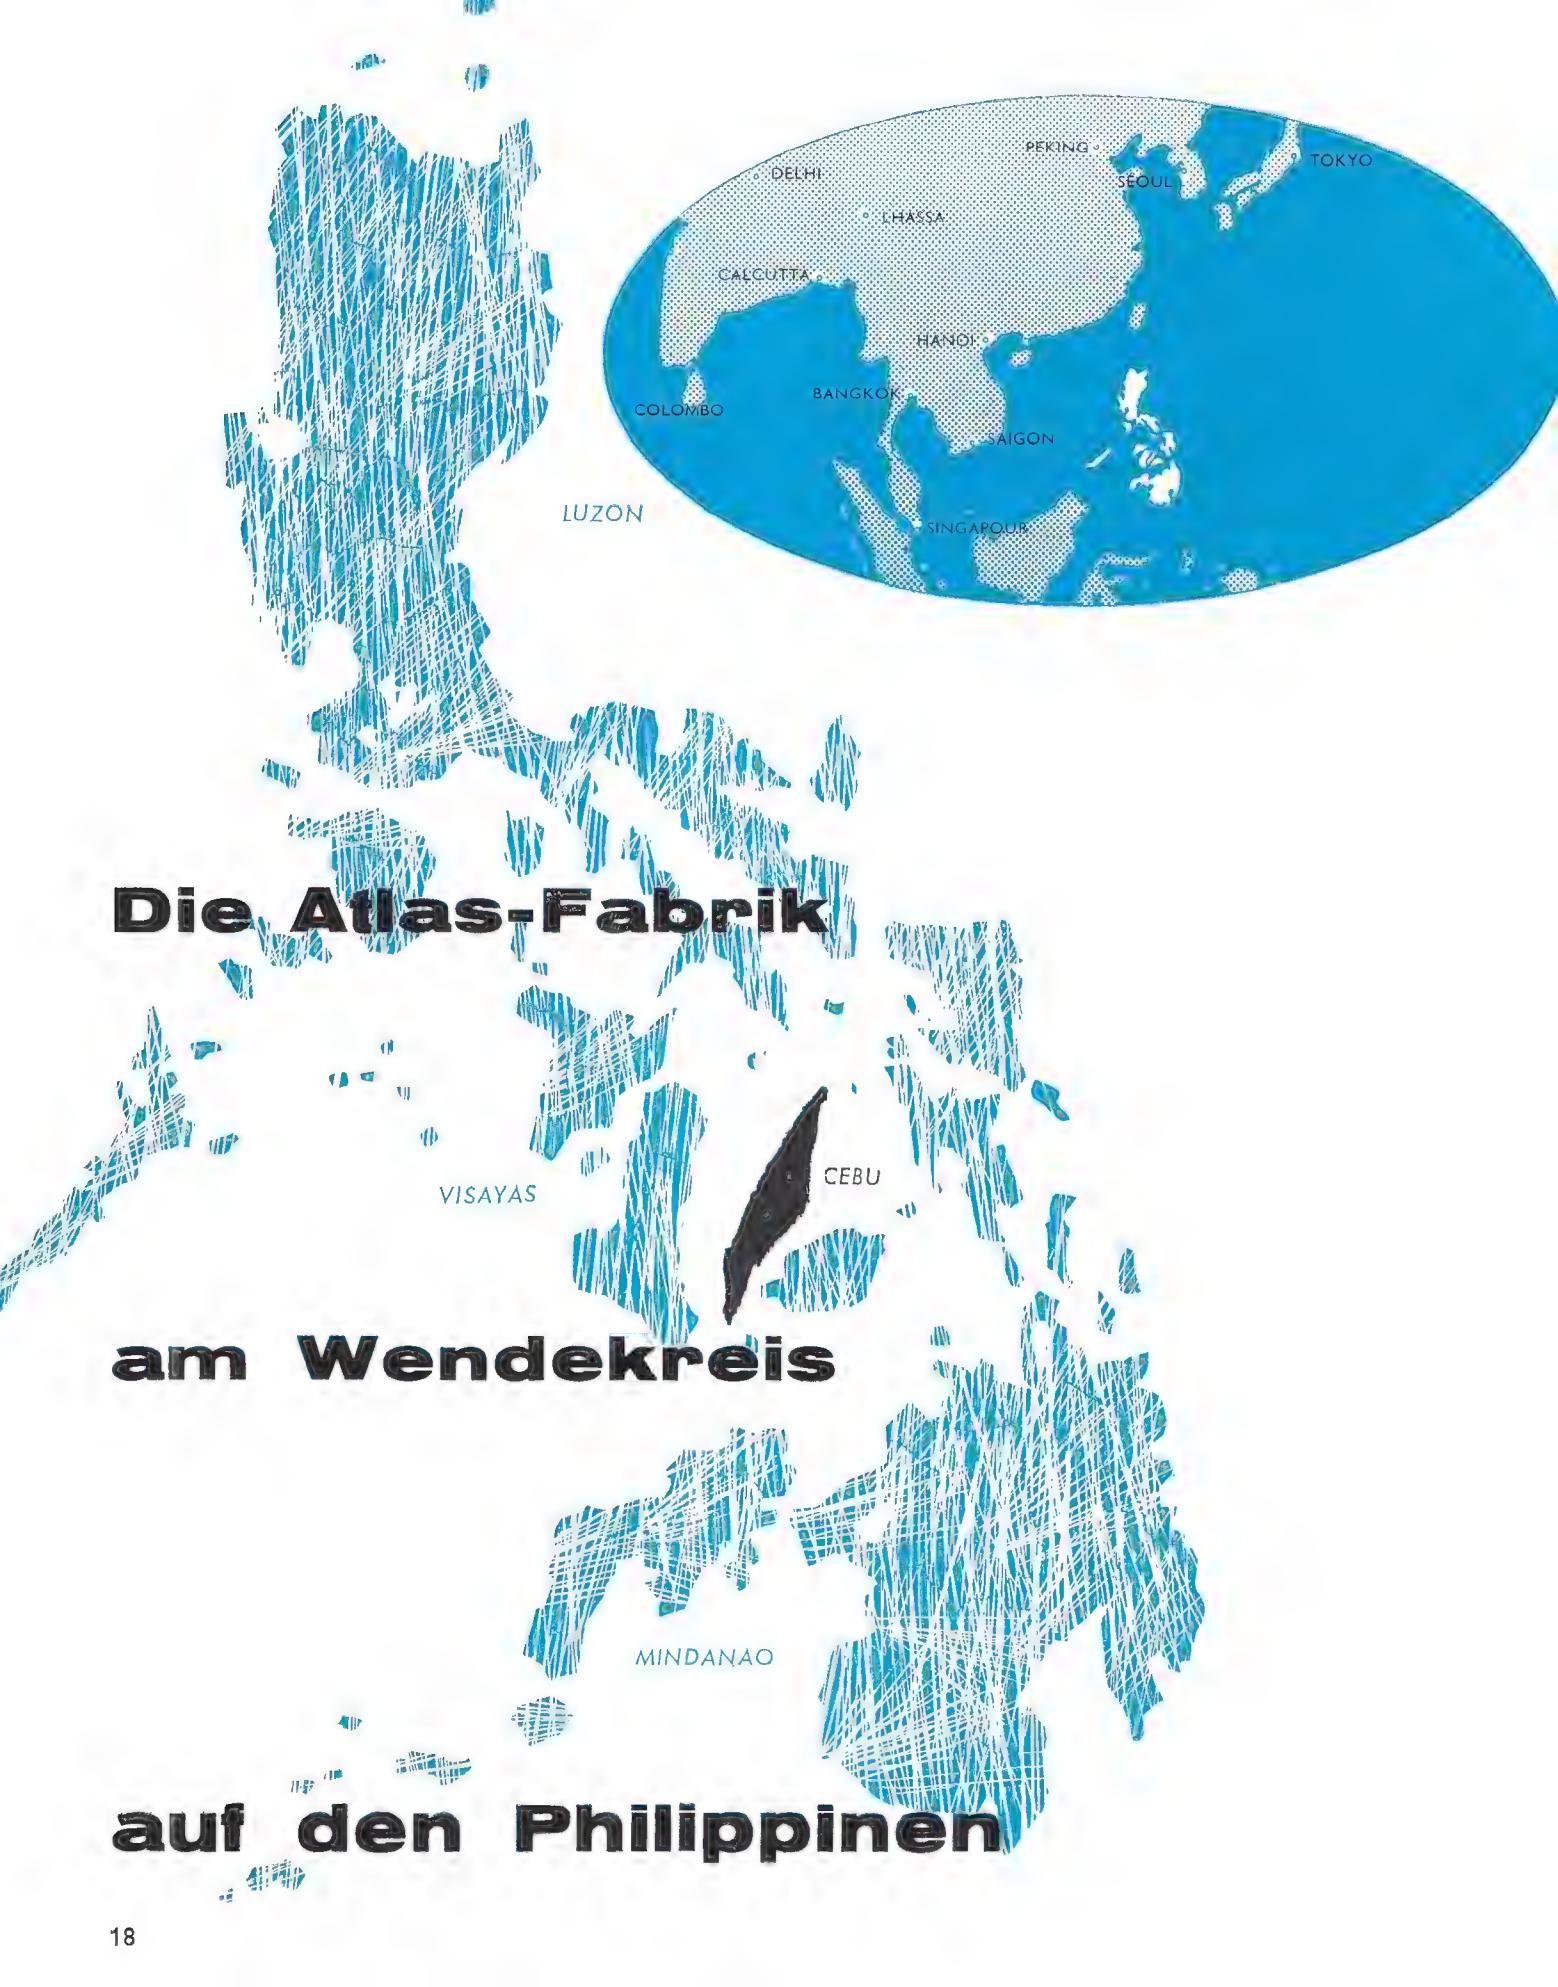 PEKING
TOKYO
DELHI
SÉOUL
LHASSA
CALCUTTA
HANOI
BANGKOK
COLOMBO
SAIGON
SINGAPOUR
LUZON
Die Atlas-Fabrik
CEBU
VISAYAS
am Wendekreis
MINDANAO
auf den Philippinen
18